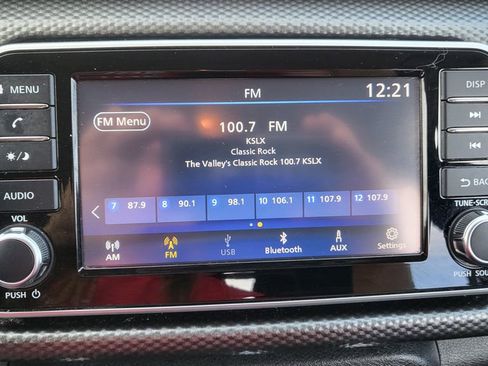 FM
12:21
MENU
DISP
FM Menu
100.7 FM
KSLX
Classic Rock
The Valley's Classic Rock 100.7 KSLX
AUDIO
BACK
7 87.9 8 90.1 9 98.1 10 106.1 11 107.9 12 107.9
VOL
TUNE-SCR
AM FM USB Bluetooth AUX Settings
PUSH
PUSH SOU